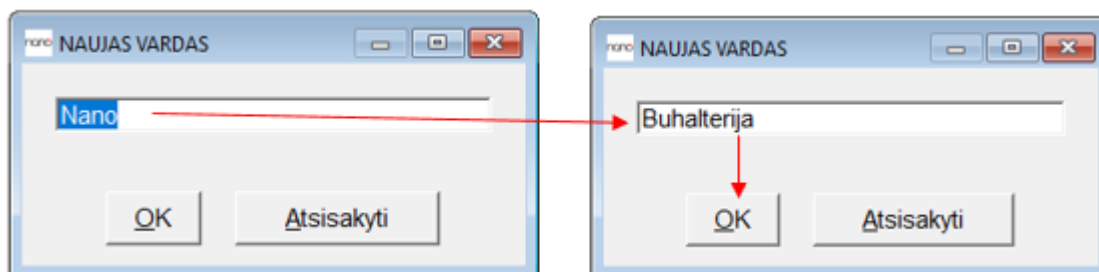 nano NAUJAS VARDAS
Nano
OK Atsisakyti
nano NAUJAS VARDAS
Buhalterija
OK Atsisakyti